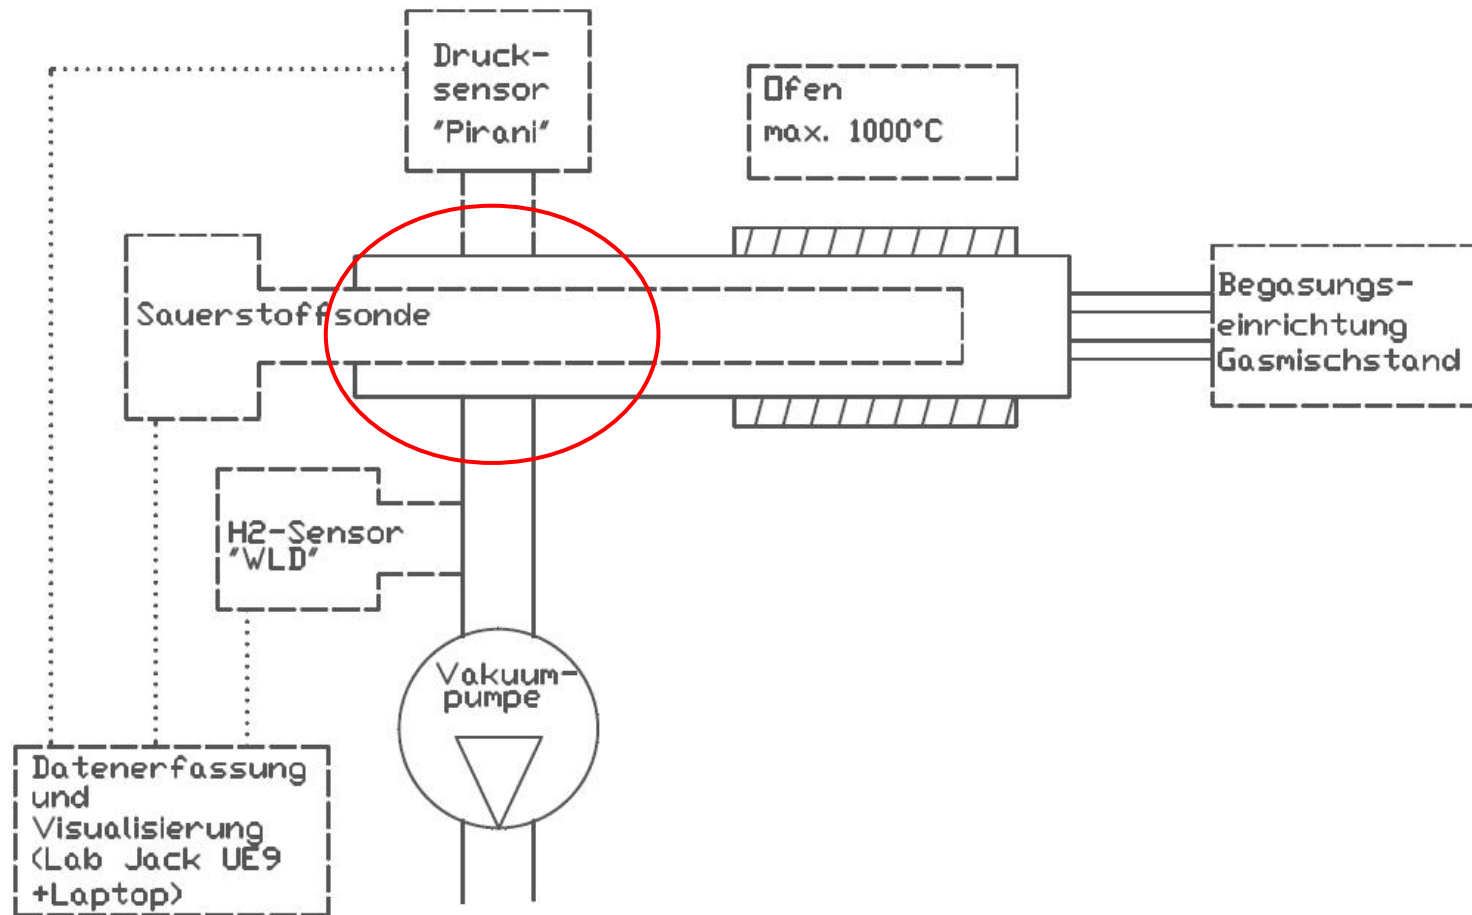 Druck-
sensor
"Pirani"
Ofen
max. 1000°C
Sauerstoffsonde
Begasungs-
einrichtung
Gasmischstand
H2-Sensor
"WLD"
Vakuum-
pumpe
Datenerfassung
und
Visualisierung
(Lab Jack UE9
+Laptop)